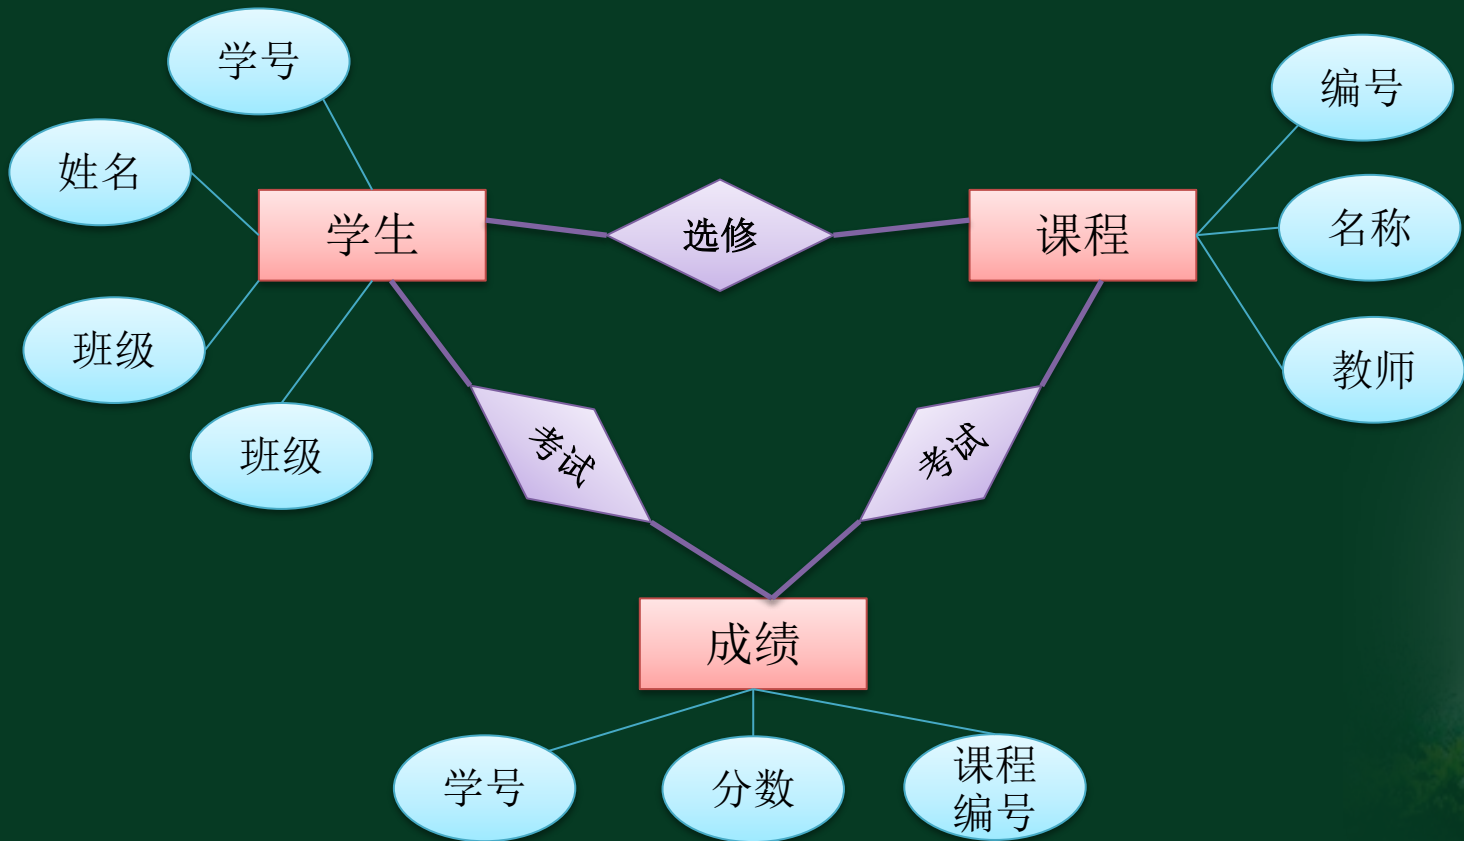 学号
编号
姓名
学生
选修
课程
名称
班级
教师
班级
考试
考试
成绩
学号
分数
课程
编号